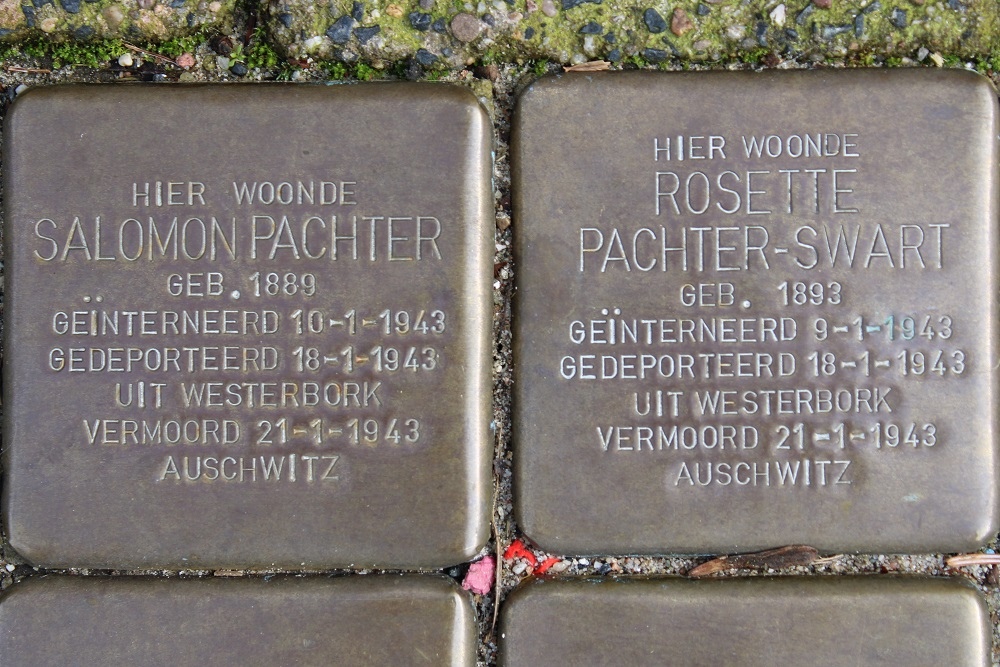 HIER WOONDE
SALOMON PACHTER
GEB. 1889
GEÏNTERNEERD 10-1-1943
GEDEPORTEERD 18-1-1943
UIT WESTERBORK
VERMOORD 21-1-1943
AUSCHWITZ
HIER WOONDE
ROSETTE
PACHTER-SWART
GEB. 1893
GEÏNTERNEERD 9-1-1943
GEDEPORTEERD 18-1-1943
UIT WESTERBORK
VERMOORD 21-1-1943
AUSCHWITZ